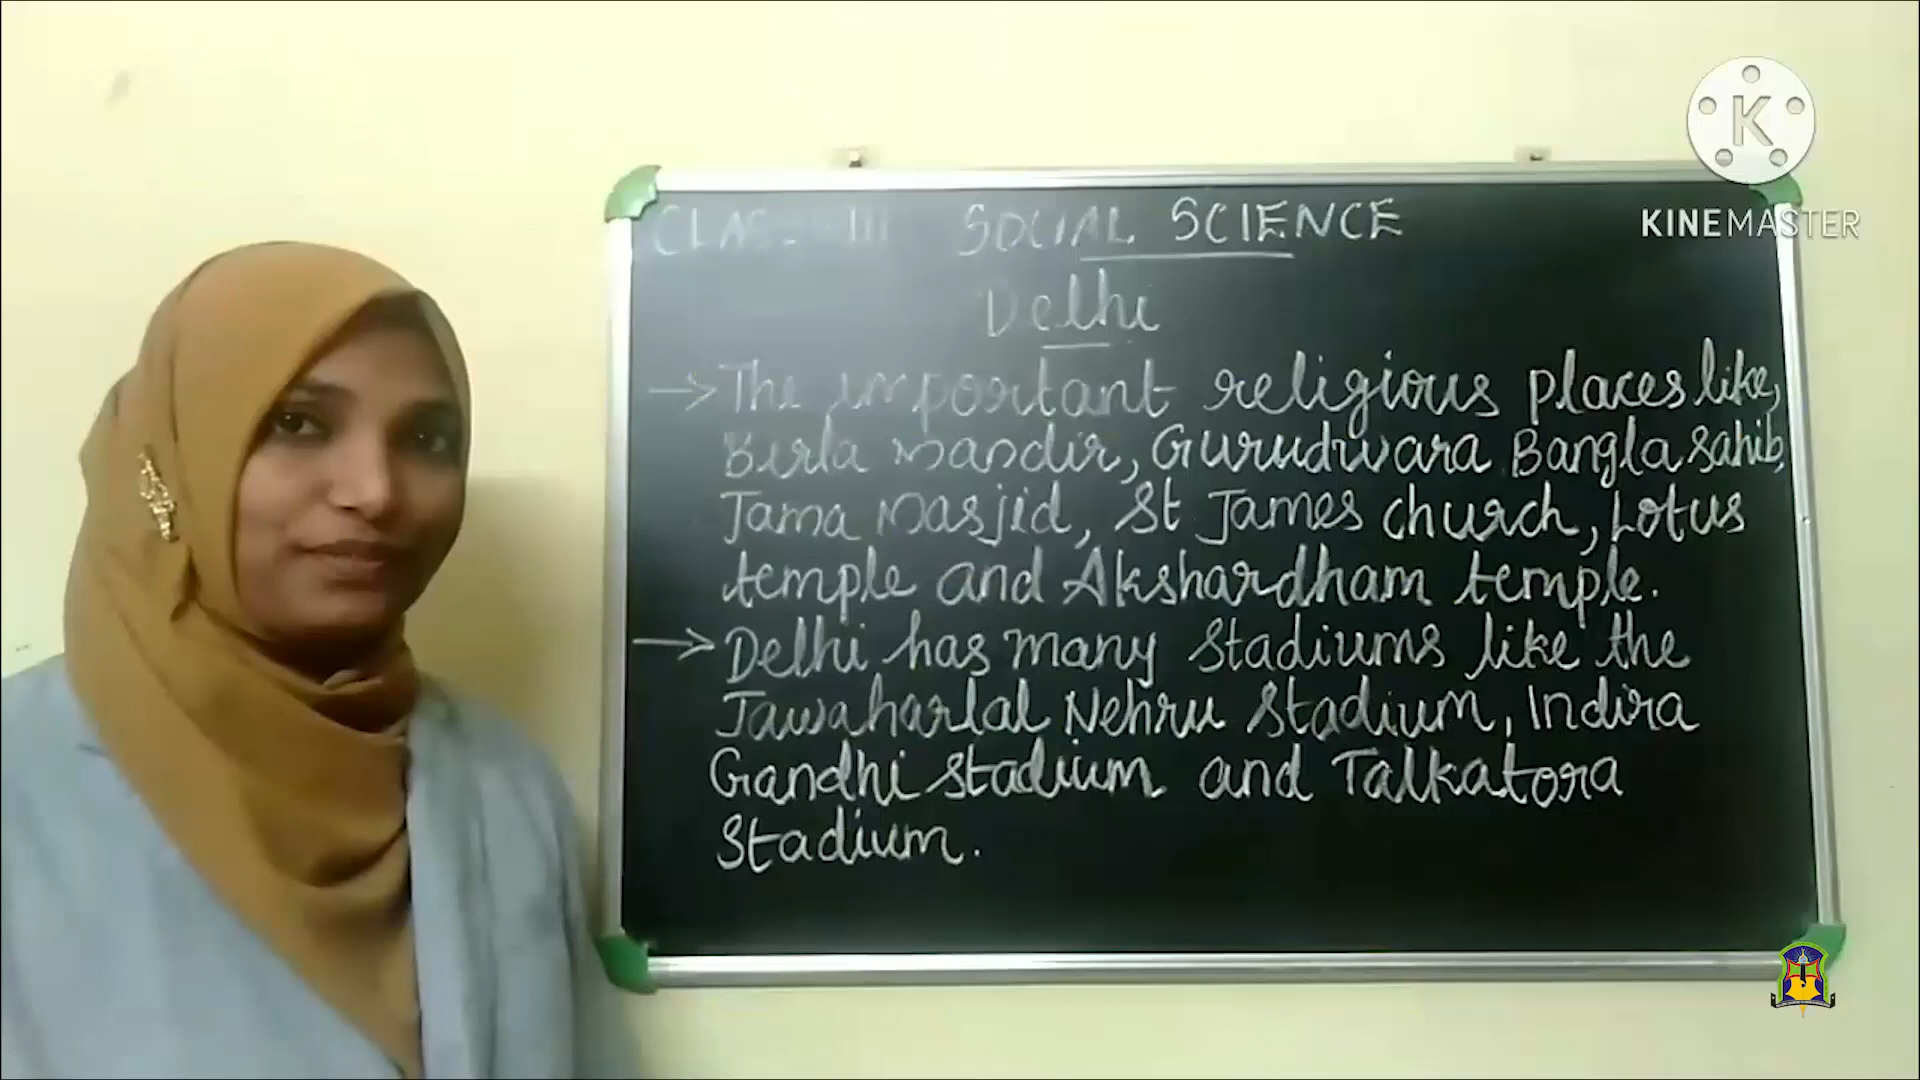 CLASS - III SOCIAL SCIENCE
Delhi
→ The important religious places like,
Birla Mandir, Gurudwara Bangla Sahib,
Jama Masjid, St James church, Lotus
temple and Akshardham temple.
→ Delhi has many stadiums like the
Jawaharlal Nehru Stadium, Indira
Gandhi stadium and Talkatora
Stadium.
K
KINEMASTER